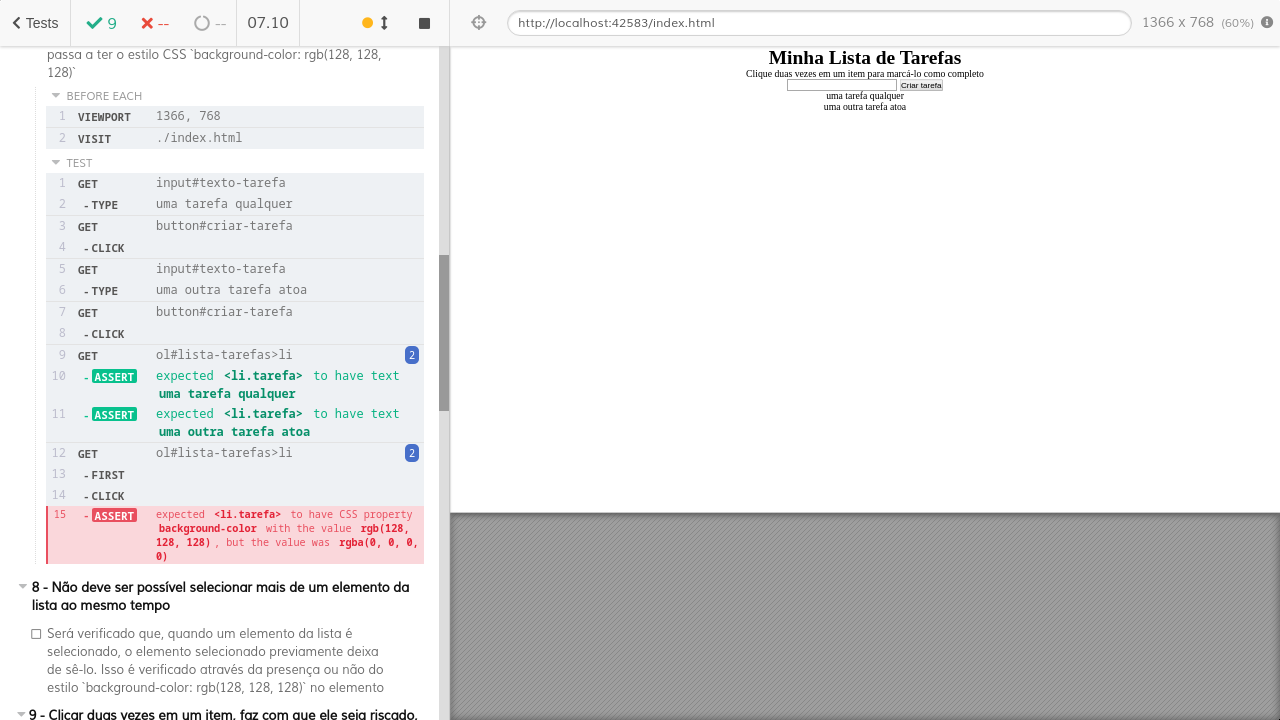 Tests
9
--
--
07.10
http://localhost:42583/index.html
1366 x 768 (60%)
passa a ter o estilo CSS `background-color: rgb(128, 128,
128)`
BEFORE EACH
1 VIEWPORT 1366, 768
2 VISIT ./index.html
TEST
1 GET input#texto-tarefa
2 -TYPE uma tarefa qualquer
3 GET button#criar-tarefa
4 -CLICK
5 GET input#texto-tarefa
6 -TYPE uma outra tarefa atoa
7 GET button#criar-tarefa
8 -CLICK
9 GET ol#lista-tarefas>li 2
10 -ASSERT expected <li.tarefa> to have text
uma tarefa qualquer
11 -ASSERT expected <li.tarefa> to have text
uma outra tarefa atoa
12 GET ol#lista-tarefas>li 2
13 -FIRST
14 -CLICK
15 -ASSERT expected <li.tarefa> to have CSS property
background-color with the value rgb(128,
128, 128), but the value was rgba(0, 0, 0,
0)
8 - Não deve ser possível selecionar mais de um elemento da
lista ao mesmo tempo
Será verificado que, quando um elemento da lista é
selecionado, o elemento selecionado previamente deixa
de sê-lo. Isso é verificado através da presença ou não do
estilo `background-color: rgb(128, 128, 128)` no elemento
9 - Clicar duas vezes em um item, faz com que ele seja riscado,
Minha Lista de Tarefas
Clique duas vezes em um item para marcá-lo como completo
Criar tarefa
uma tarefa qualquer
uma outra tarefa atoa